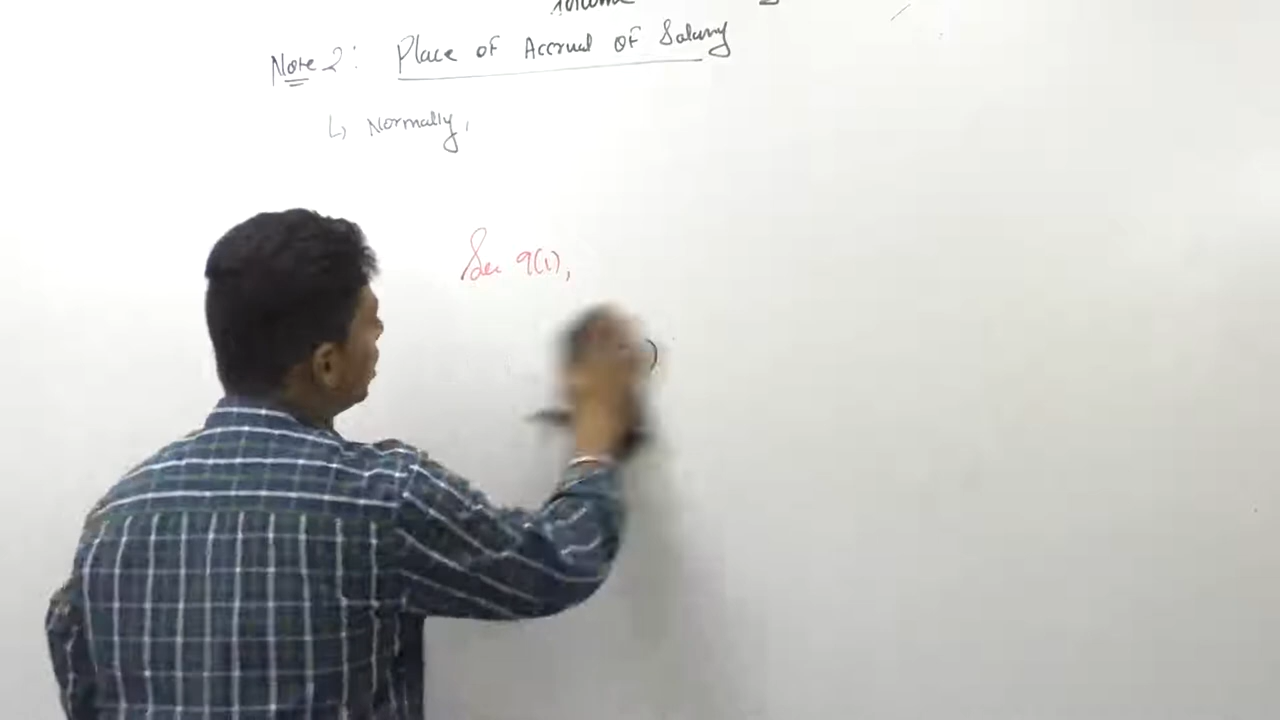 Note 2: Place of Accrual of Salary
↳ Normally,
Sec 9(1),
)